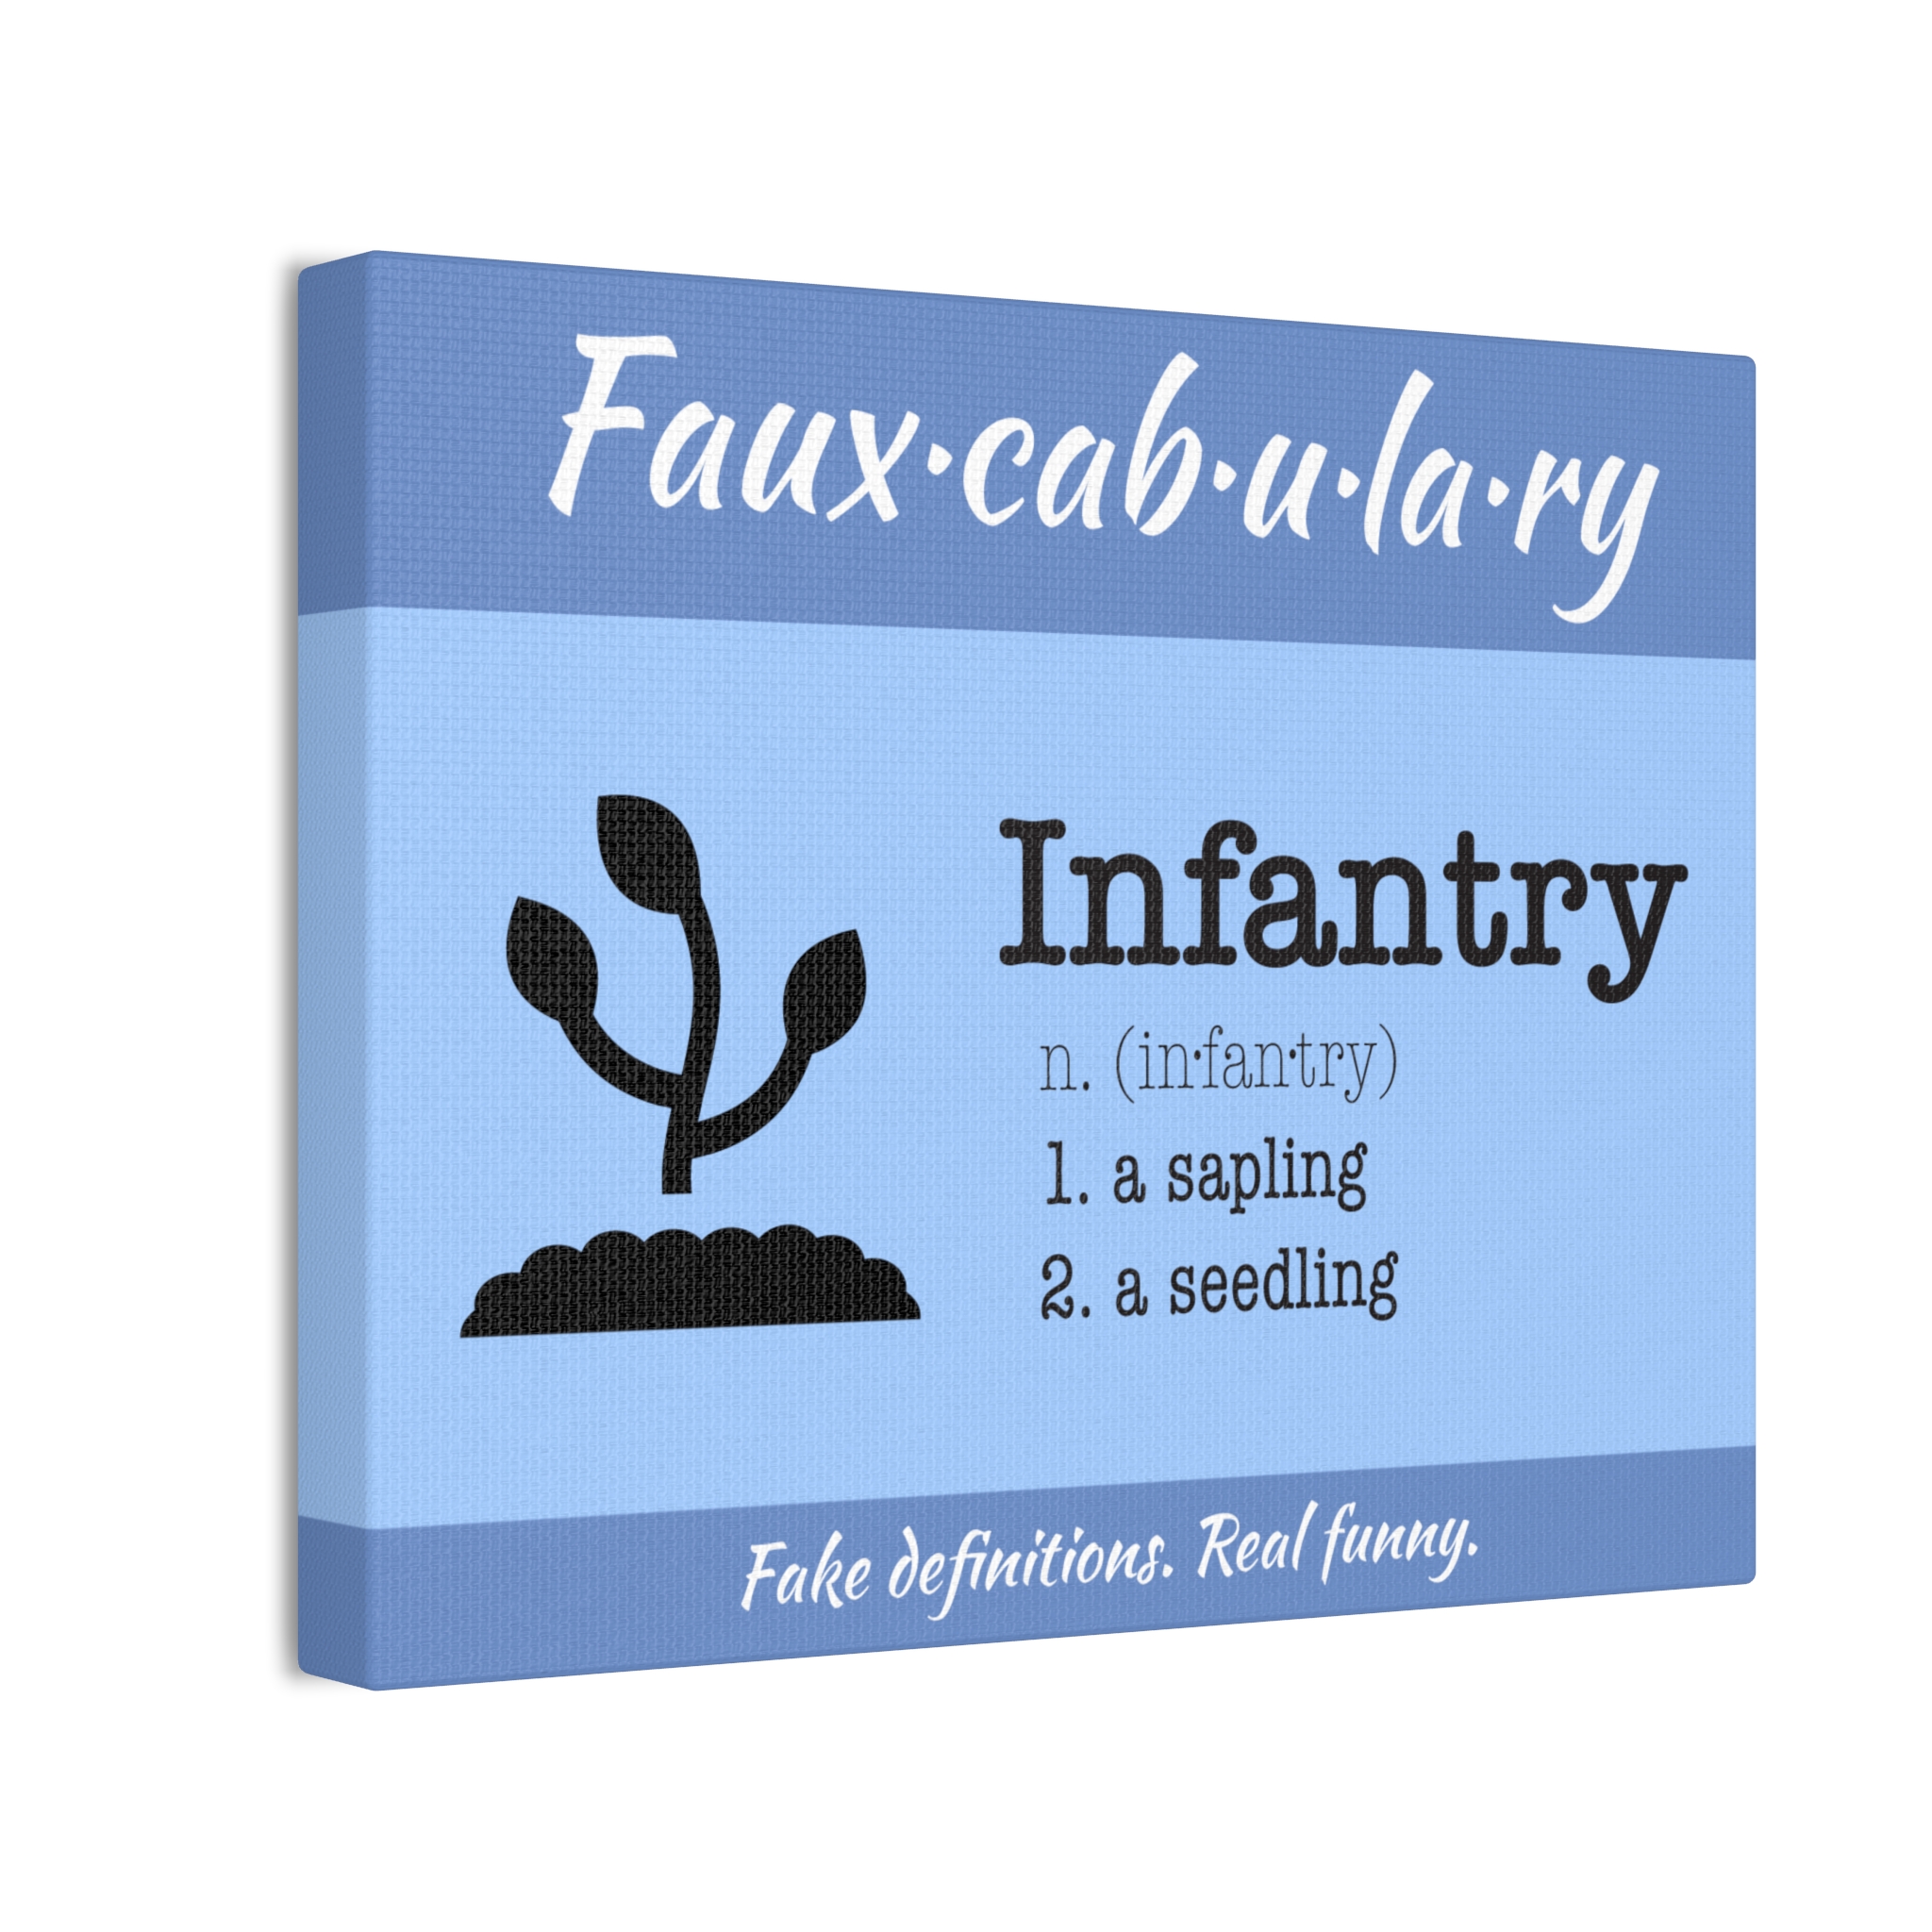 Faux·cab·u·la·ry
Infantry
n. (in·fan·try)
1. a sapling
2. a seedling
Fake definitions. Real funny.